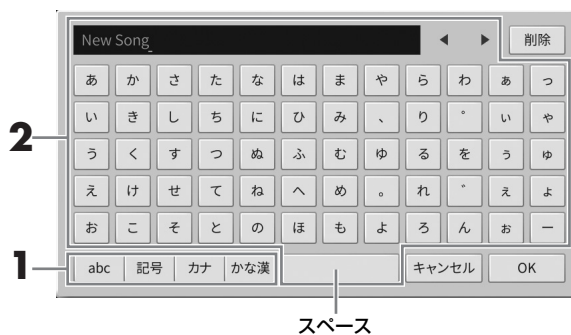 New Song_ ◀ ▶ 削除
あ か さ た な は ま や ら わ ぁ っ
い き し ち に ひ み 、 り ゜ ぃ ゃ
2
う く す つ ぬ ふ む ゆ る を ぅ ゅ
え け せ て ね へ め 。 れ ゛ ぇ ょ
お こ そ と の ほ も よ ろ ん ぉ ー
1 abc 記号 カナ かな漢 キャンセル OK
スペース